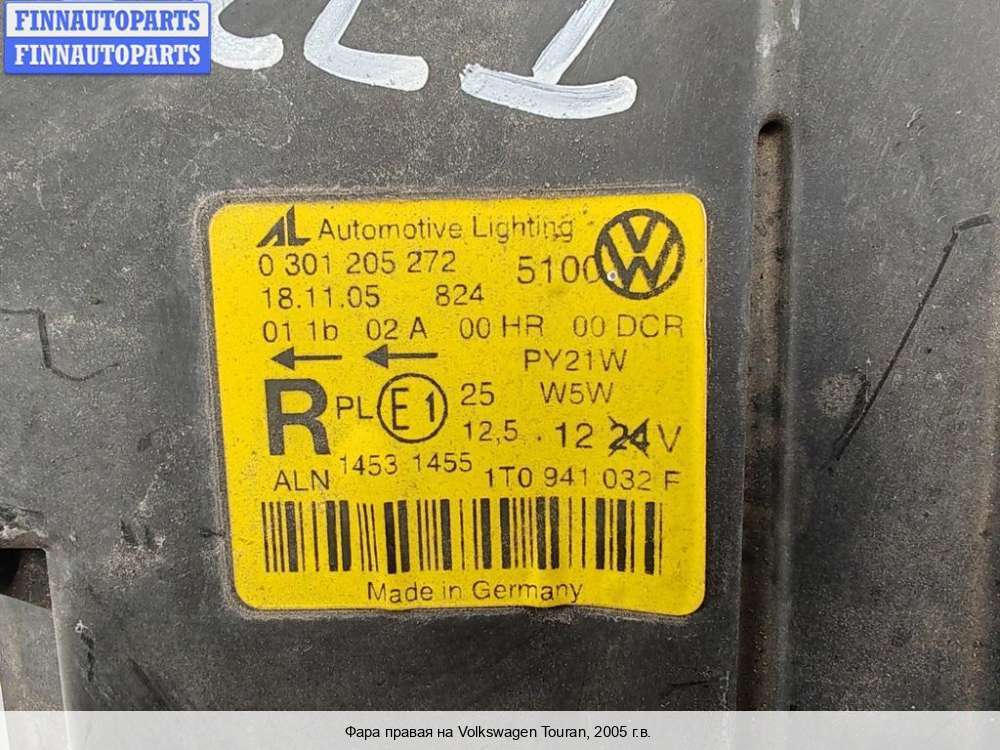 FINNAUTOPARTS
FINNAUTOPARTS
AL Automotive Lighting
0 301 205 272 5100
18.11.05 824
01 1b 02 A 00 HR 00 DCR
PY21W
R PL E1 25 W5W
12,5 . 12 24 V
ALN 1453 1455 1T0 941 032 F
Made in Germany
Фара правая на Volkswagen Touran, 2005 г.в.